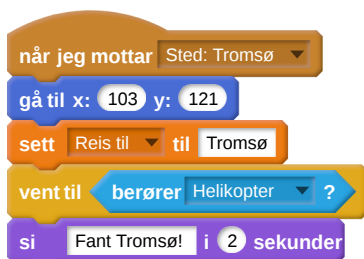 når jeg mottar Sted: Tromsø
gå til x: 103 y: 121
sett Reis til til Tromsø
vent til berører Helikopter ?
si Fant Tromsø! i 2 sekunder